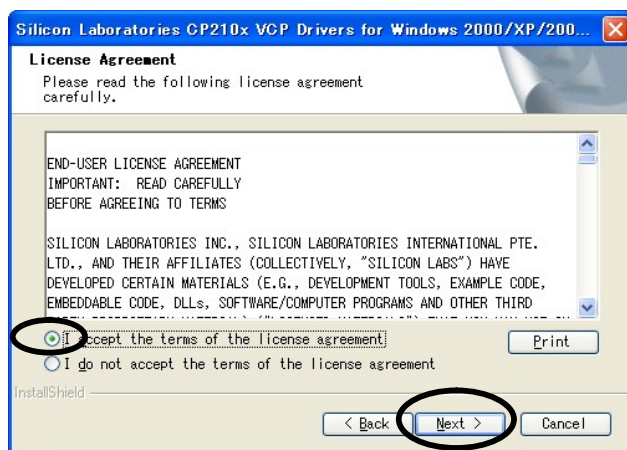 Silicon Laboratories CP210x VCP Drivers for Windows 2000/XP/200...
License Agreement
Please read the following license agreement
carefully.
END-USER LICENSE AGREEMENT
IMPORTANT:  READ CAREFULLY
BEFORE AGREEING TO TERMS
SILICON LABORATORIES INC., SILICON LABORATORIES INTERNATIONAL PTE.
LTD., AND THEIR AFFILIATES (COLLECTIVELY, "SILICON LABS") HAVE
DEVELOPED CERTAIN MATERIALS (E.G., DEVELOPMENT TOOLS, EXAMPLE CODE,
EMBEDDABLE CODE, DLLs, SOFTWARE/COMPUTER PROGRAMS AND OTHER THIRD
I accept the terms of the license agreement
Print
I do not accept the terms of the license agreement
InstallShield
< Back
Next >
Cancel